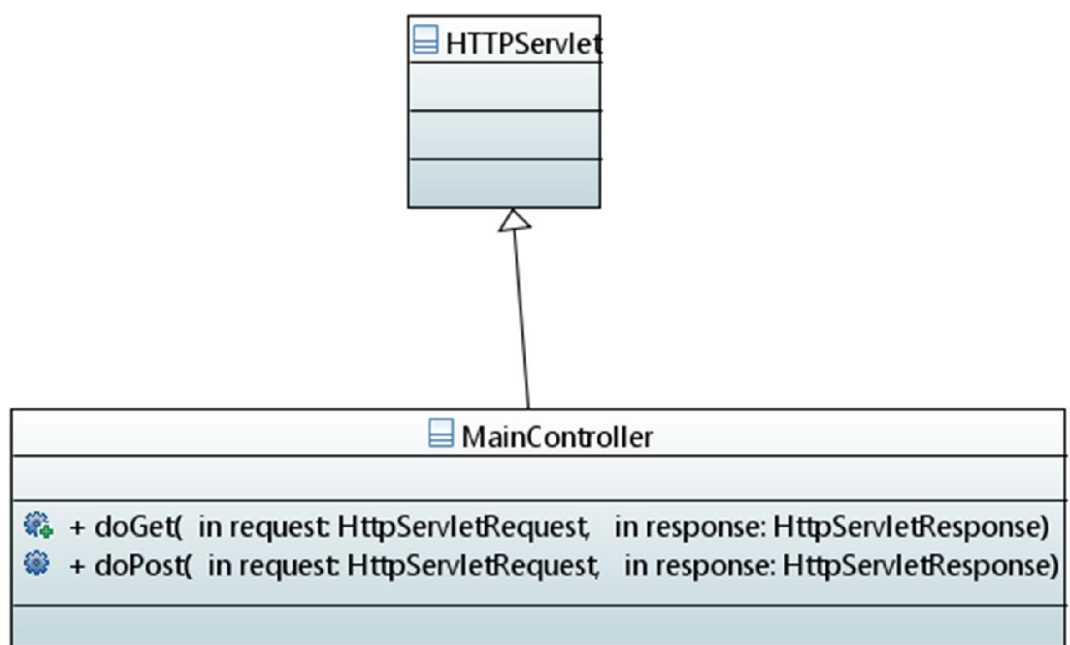 HTTPServlet
MainController
+ doGet( in request: HttpServletRequest, in response: HttpServletResponse)
+ doPost( in request: HttpServletRequest, in response: HttpServletResponse)